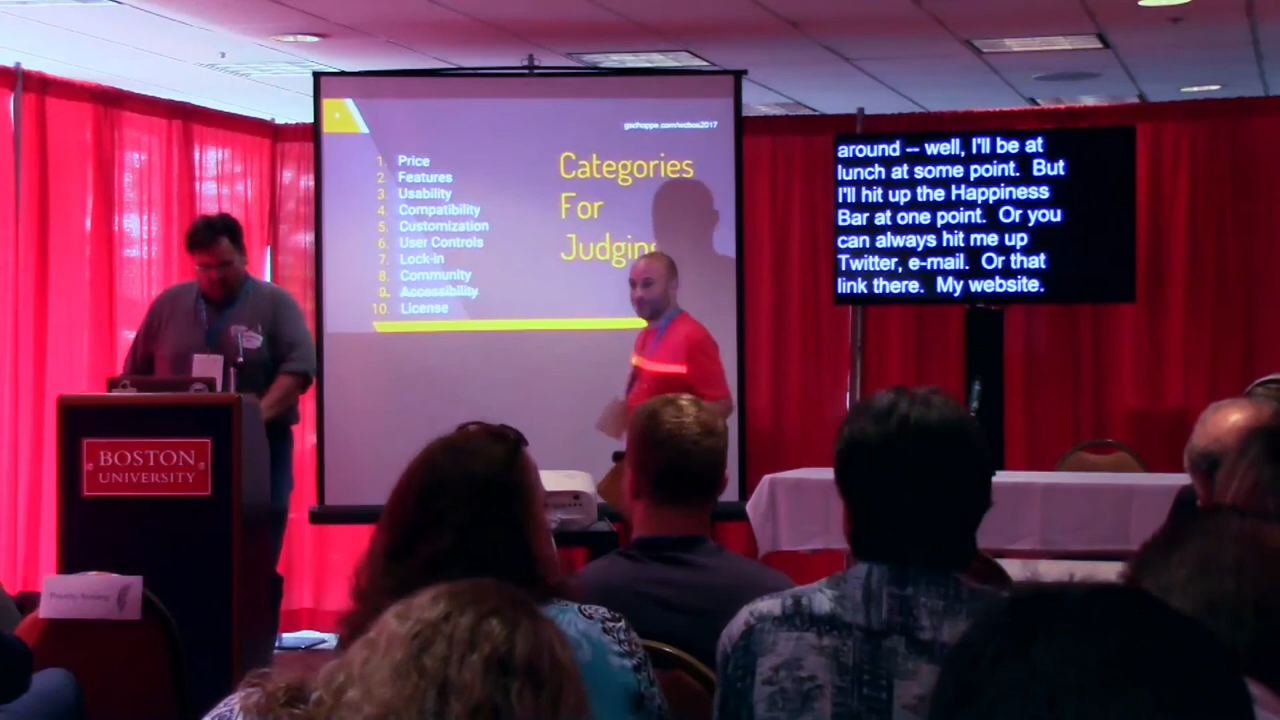 gschoppe.com/wcbos2017
1. Price
2. Features
3. Usability
4. Compatibility
5. Customization
6. User Controls
7. Lock-in
8. Community
9. Accessibility
10. License
Categories
For
Judging
around -- well, I'll be at
lunch at some point. But
I'll hit up the Happiness
Bar at one point. Or you
can always hit me up
Twitter, e-mail. Or that
link there. My website.
BOSTON
UNIVERSITY